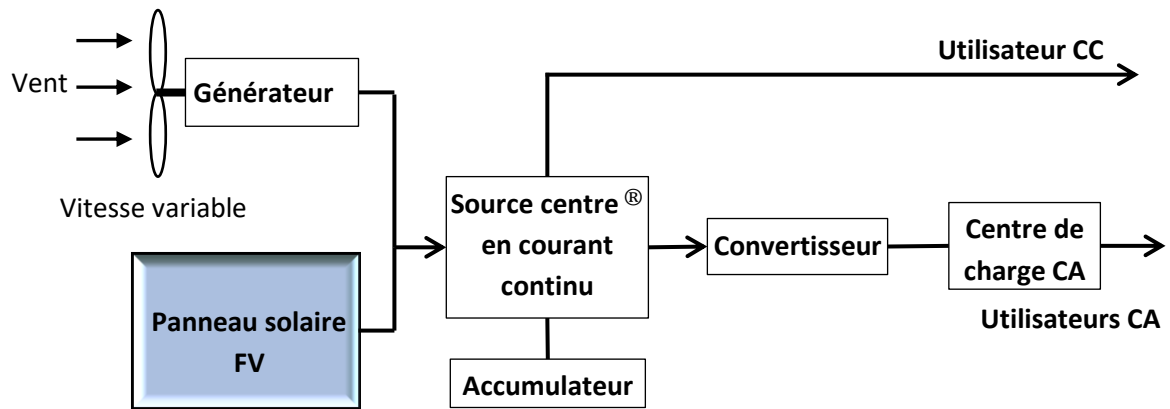 Utilisateur CC
Vent
Générateur
Vitesse variable
Source centre ®
en courant
continu
Convertisseur
Centre de
charge CA
Panneau solaire
FV
Utilisateurs CA
Accumulateur